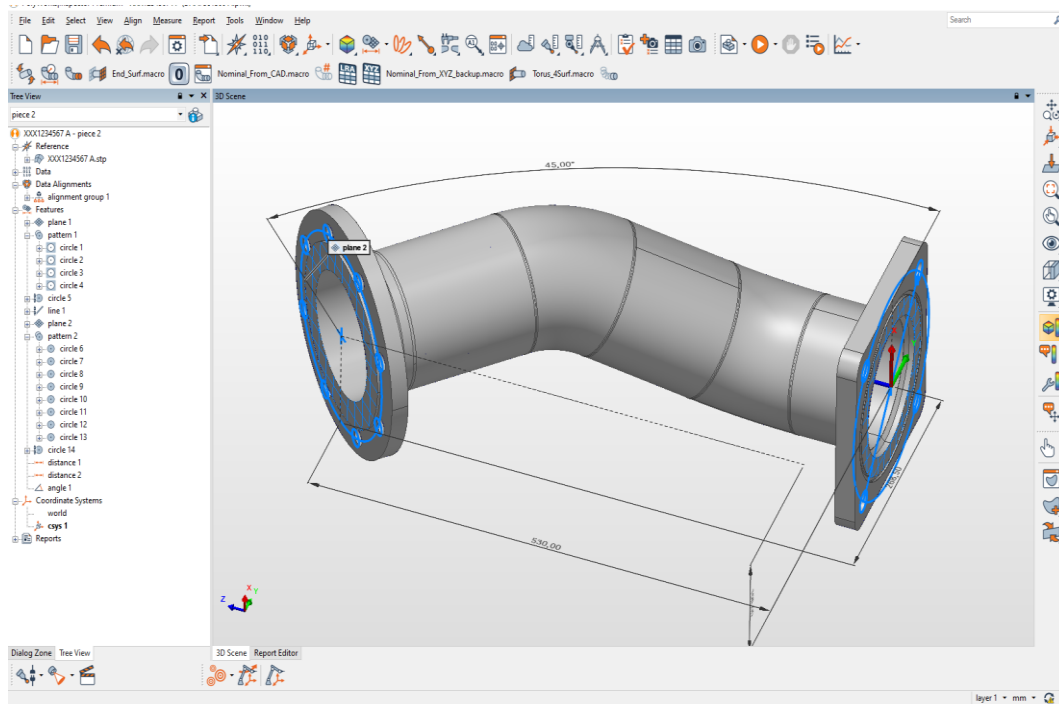 File Edit Select View Align Measure Report Tools Window Help
Search
End_Surf.macro
Nominal_From_CAD.macro
LRA
XYZ
Nominal_From_XYZ_backup.macro
Torus_4Surf.macro
Tree View
3D Scene
piece 2
XXX1234567 A - piece 2
Reference
XXX1234567 A.stp
Data
Data Alignments
alignment group 1
Features
plane 1
pattern 1
circle 1
circle 2
circle 3
circle 4
circle 5
line 1
plane 2
pattern 2
circle 6
circle 7
circle 8
circle 9
circle 10
circle 11
circle 12
circle 13
circle 14
distance 1
distance 2
angle 1
Coordinate Systems
world
csys 1
Reports
45,00°
plane 2
530,00
X
Y
Z
Dialog Zone Tree View
3D Scene Report Editor
layer 1 mm